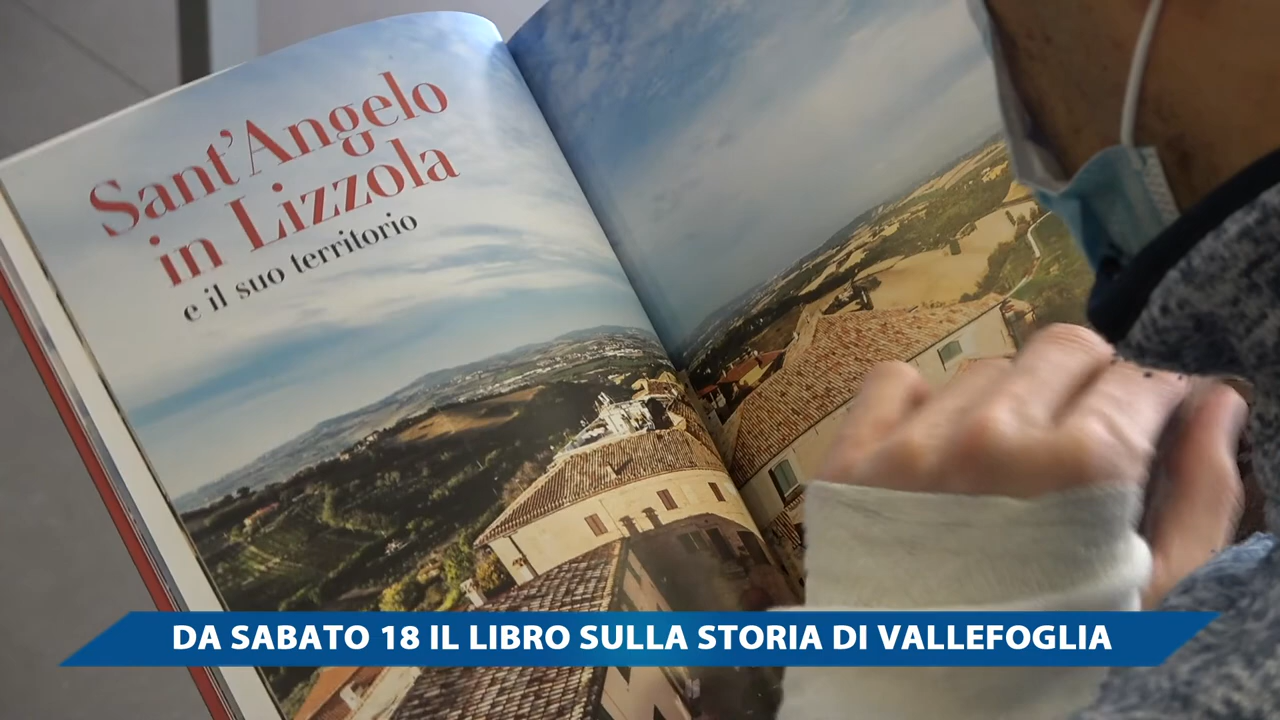 Sant'Angelo
in Lizzola
e il suo territorio
DA SABATO 18 IL LIBRO SULLA STORIA DI VALLEFOGLIA